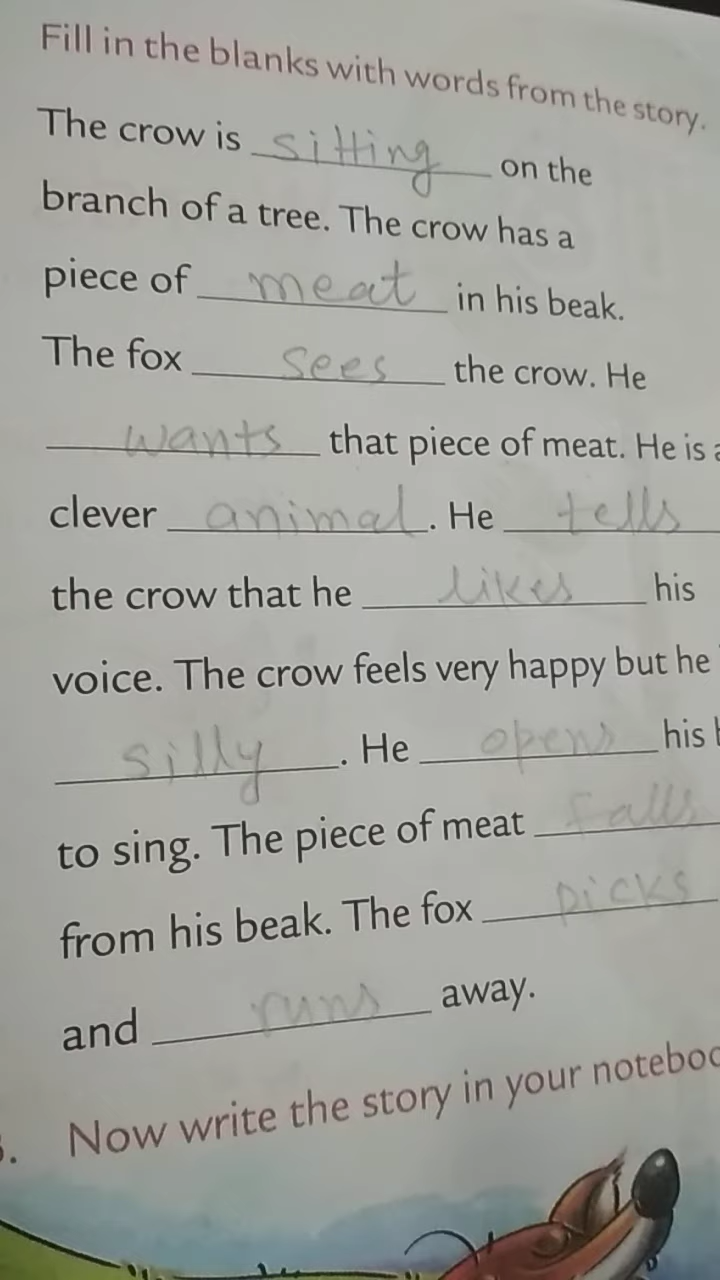 Fill in the blanks with words from the story.
The crow is sitting on the
branch of a tree. The crow has a
piece of meat in his beak.
The fox sees the crow. He
wants that piece of meat. He is a
clever animal. He tells
the crow that he likes his
voice. The crow feels very happy but he
silly. He opens his
to sing. The piece of meat falls
from his beak. The fox picks
and runs away.
Now write the story in your